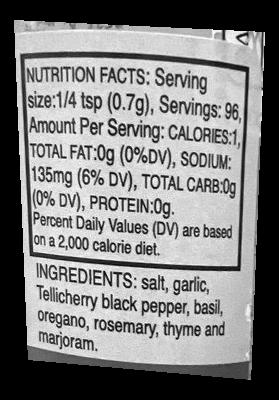 NUTRITION FACTS: Serving
size:1/4 tsp (0.7g), Servings: 96,
Amount Per Serving: CALORIES:1,
TOTAL FAT:0g (0%DV), SODIUM:
135mg (6% DV), TOTAL CARB:0g
(0% DV), PROTEIN:0g.
Percent Daily Values (DV) are based
on a 2,000 calorie diet.
INGREDIENTS: salt, garlic,
Tellicherry black pepper, basil,
oregano, rosemary, thyme and
marjoram.